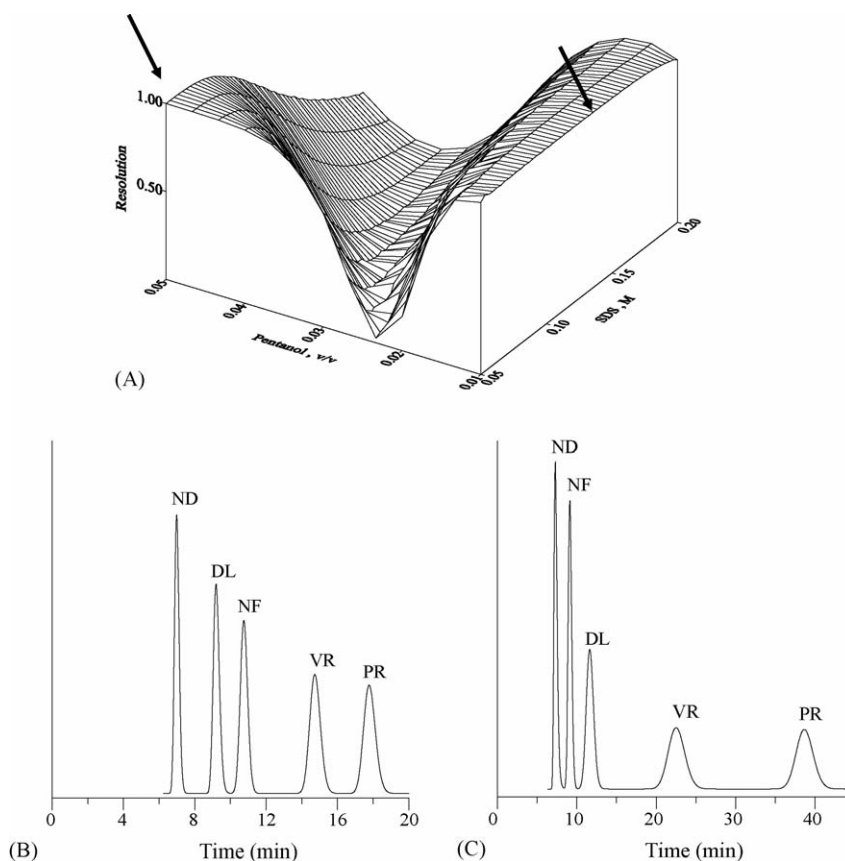 1.00
0.50
Resolution
0.05
0.04
0.03
0.02
0.01
Pentanol, v/v
0.05
0.10
0.15
0.20
SDS, M
(A)
ND
DL
NF
VR
PR
0
4
8
12
16
20
Time (min)
(B)
ND
NF
DL
VR
PR
0
10
20
30
40
Time (min)
(C)